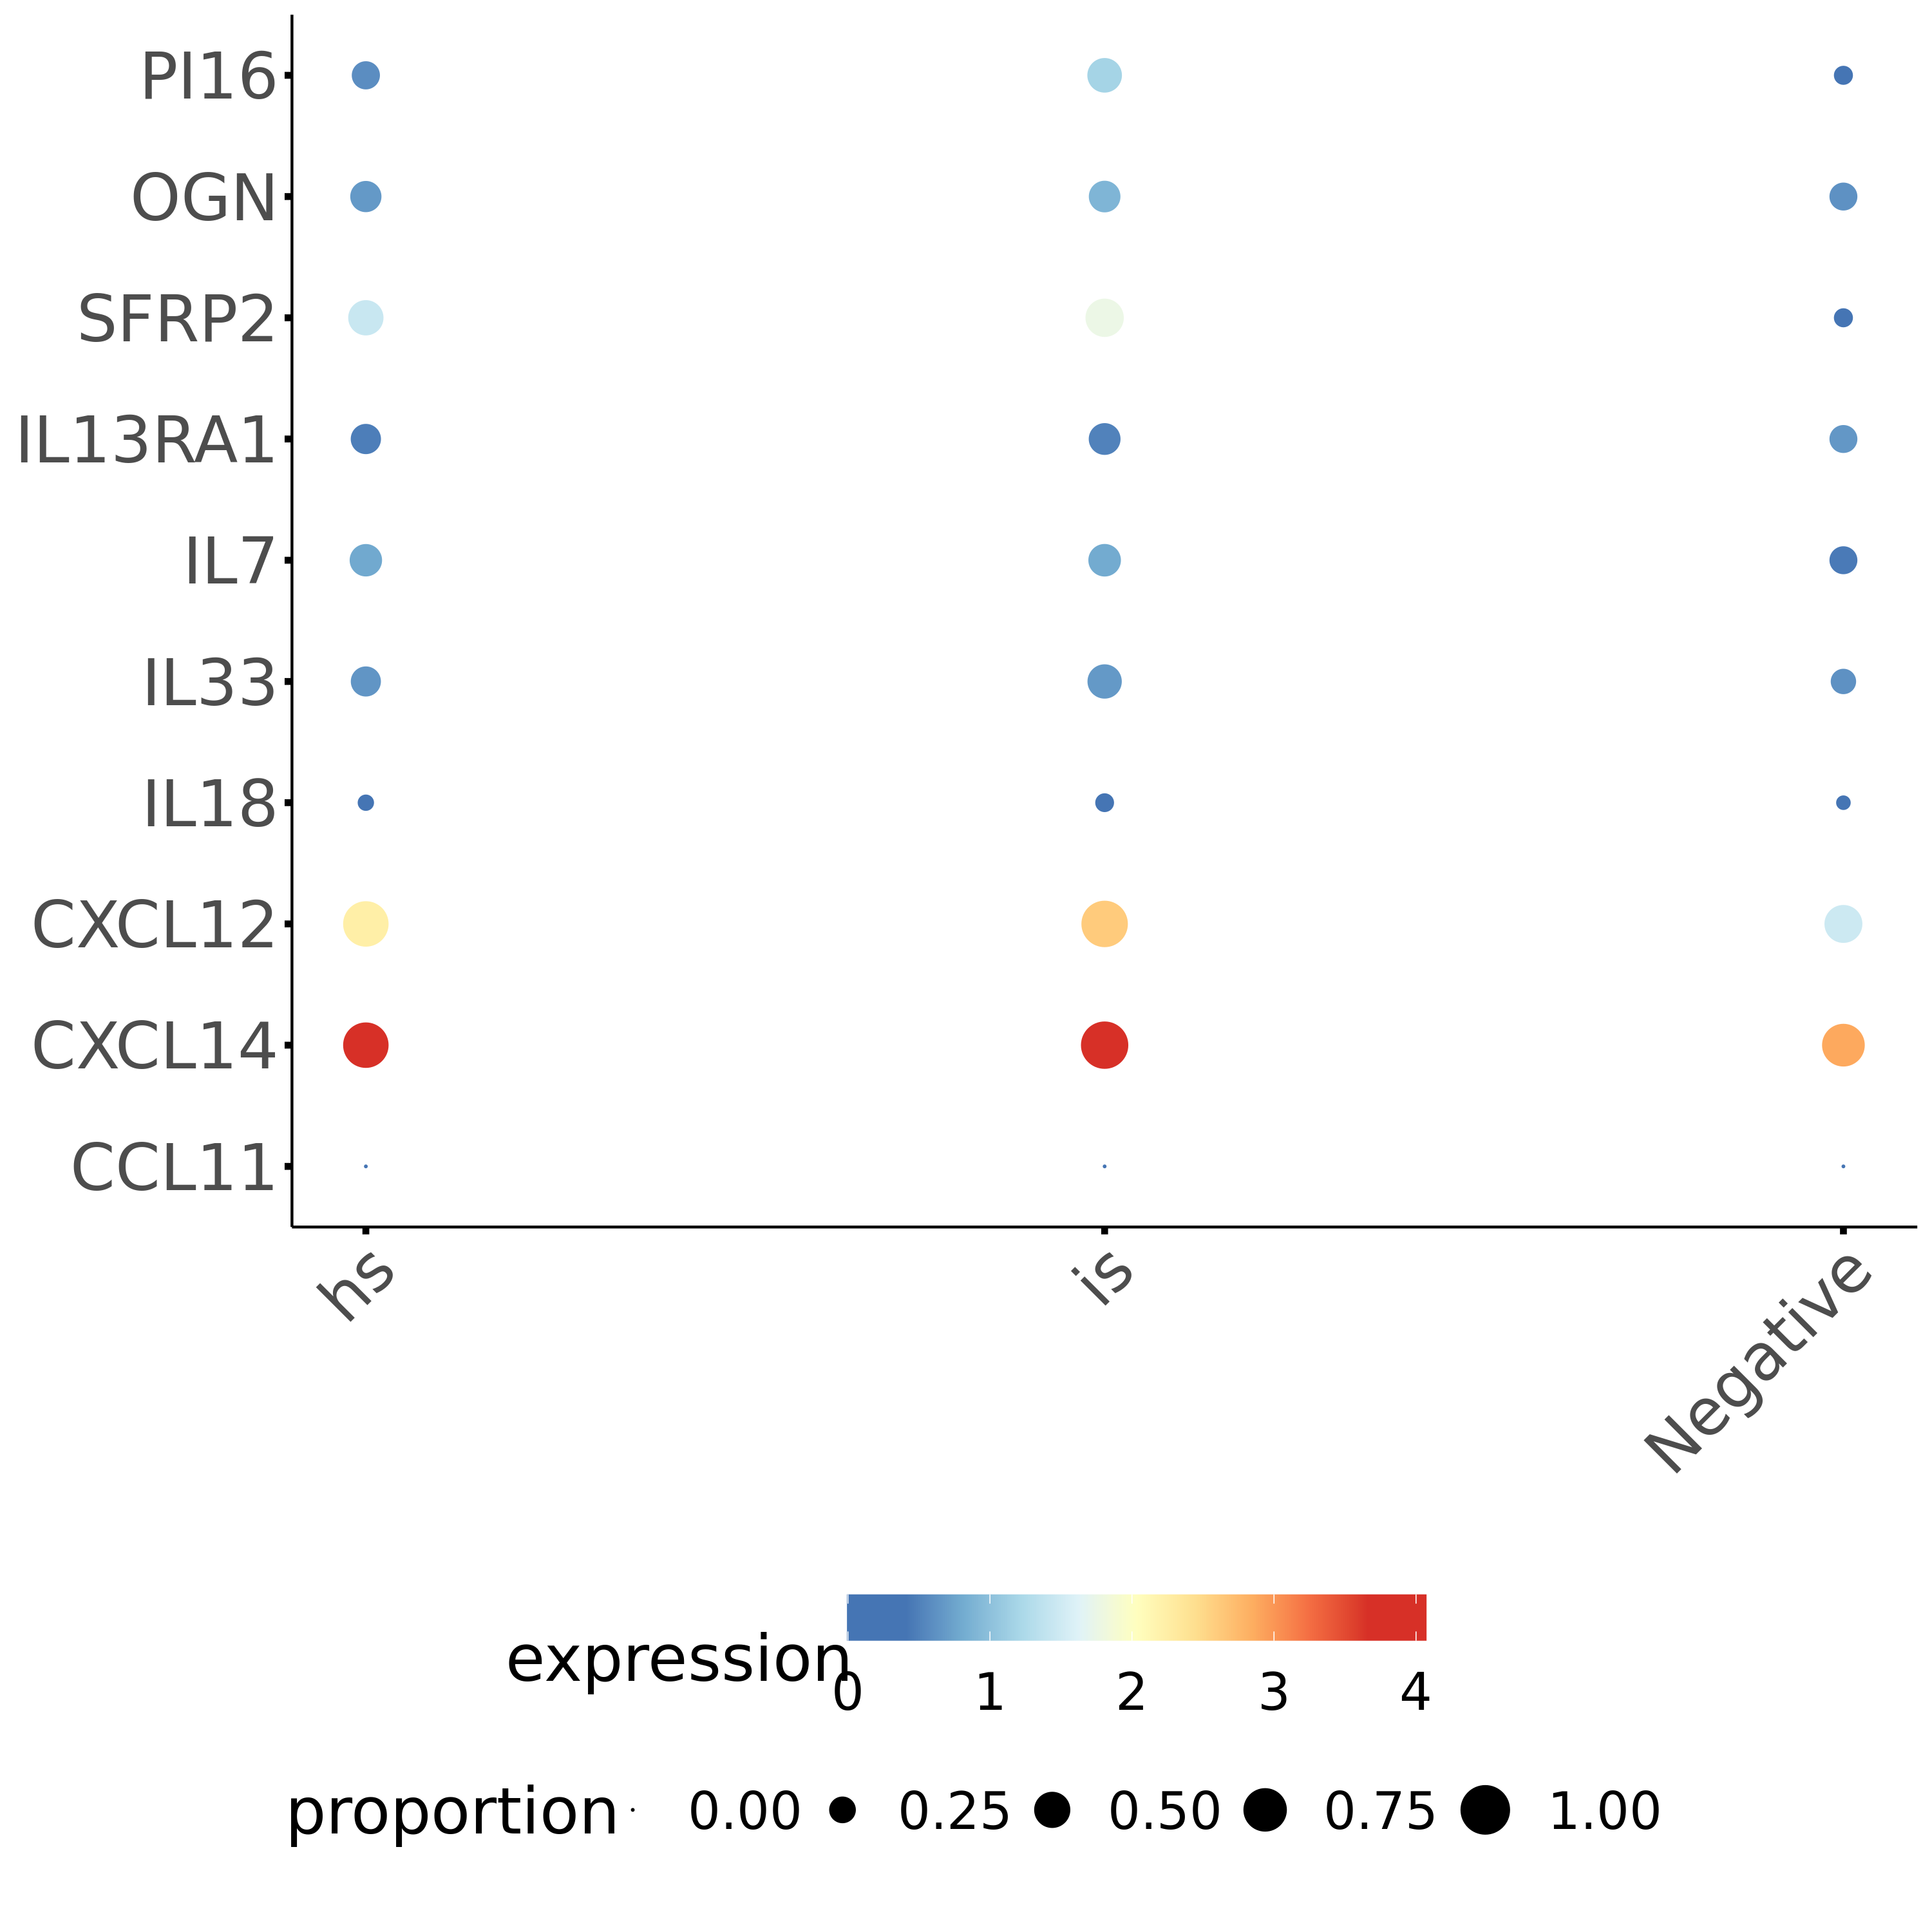 PI16
OGN
SFRP2
IL13RA1
IL7
IL33
IL18
CXCL12
CXCL14
CCL11
hs is Negative
expression
0 1 2 3 4
proportion 0.00 0.25 0.50 0.75 1.00